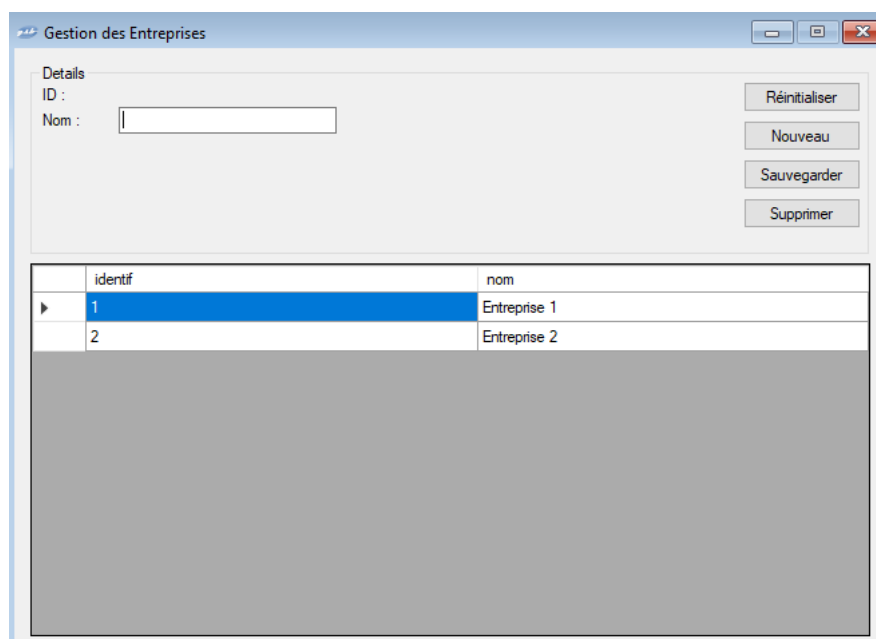 Gestion des Entreprises
Details
ID :
Nom :
Réinitialiser
Nouveau
Sauvegarder
Supprimer
identif nom
1 Entreprise 1
2 Entreprise 2